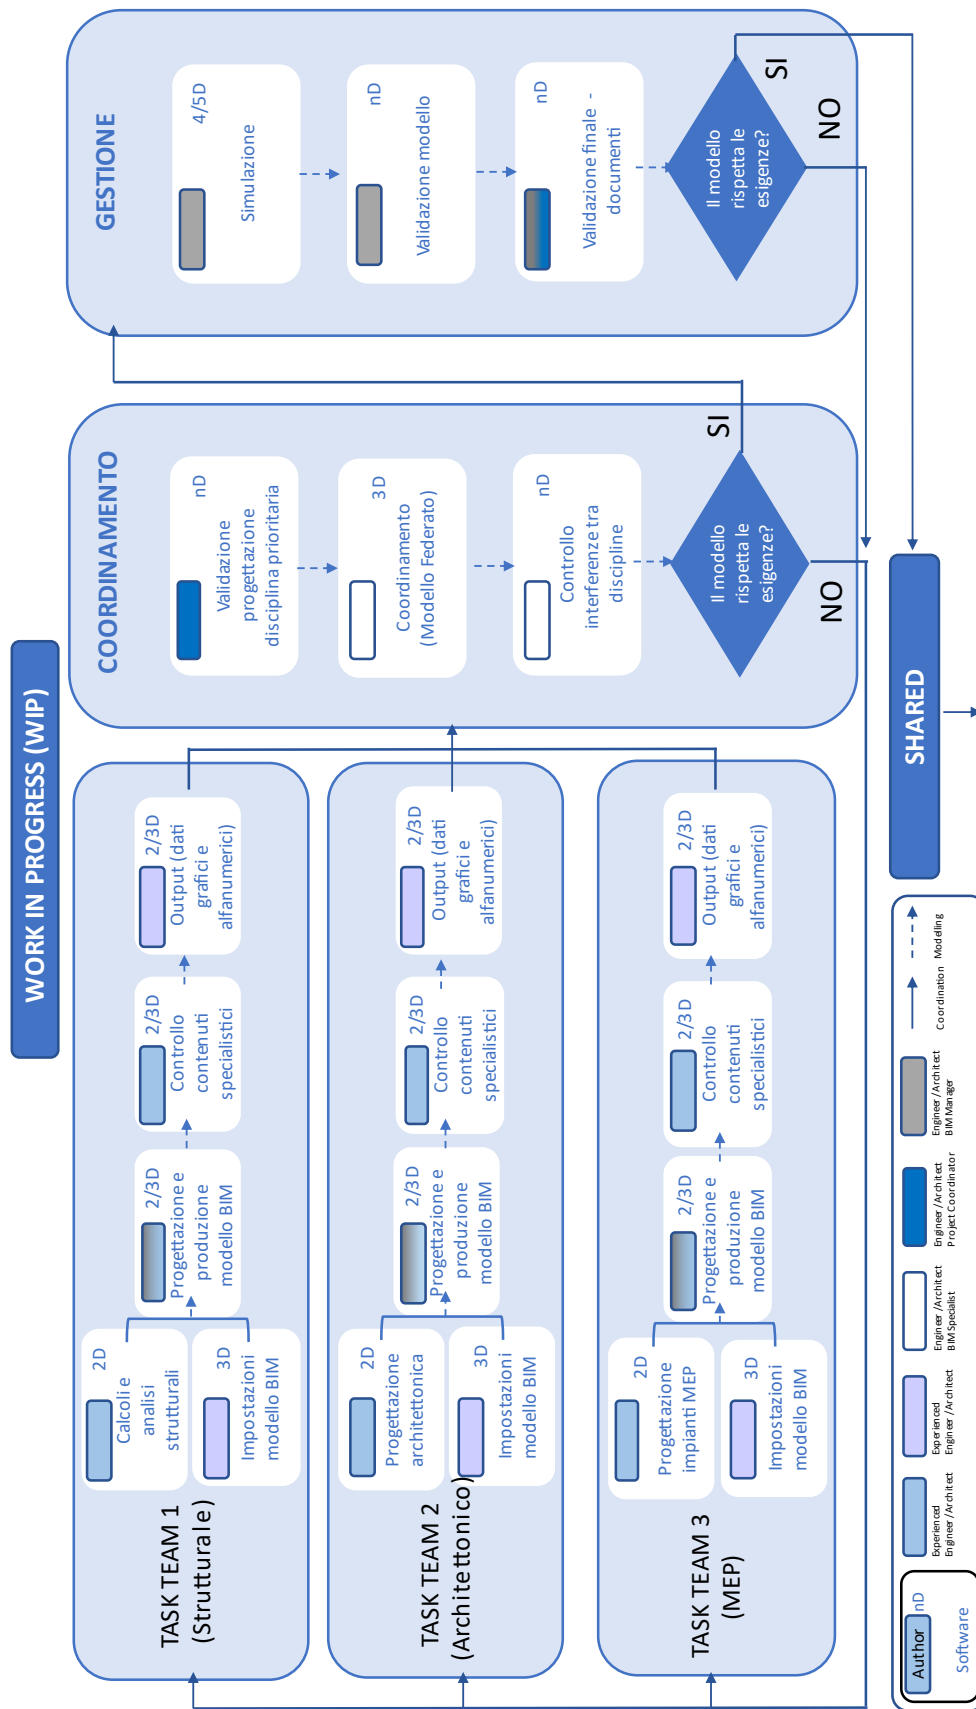 WORK IN PROGRESS (WIP)
TASK TEAM 1
(Strutturale)
2D
Calcoli e
analisi
strutturali
3D
Impostazioni
modello BIM
2/3D
Progettazione e
produzione
modello BIM
2/3D
Controllo
contenuti
specialistici
2/3D
Output (dati
grafici e
alfanumerici)
TASK TEAM 2
(Architettonico)
2D
Progettazione
architettonica
3D
Impostazioni
modello BIM
2/3D
Progettazione e
produzione
modello BIM
2/3D
Controllo
contenuti
specialistici
2/3D
Output (dati
grafici e
alfanumerici)
TASK TEAM 3
(MEP)
2D
Progettazione
impianti MEP
3D
Impostazioni
modello BIM
2/3D
Progettazione e
produzione
modello BIM
2/3D
Controllo
contenuti
specialistici
2/3D
Output (dati
grafici e
alfanumerici)
COORDINAMENTO
nD
Validazione
progettazione
disciplina prioritaria
3D
Coordinamento
(Modello Federato)
nD
Controllo
interferenze tra
discipline
Il modello
rispetta le
esigenze?
SI
NO
GESTIONE
4/5D
Simulazione
nD
Validazione modello
nD
Validazione finale -
documenti
Il modello
rispetta le
esigenze?
SI
NO
SHARED
Author
nD
Software
Experienced
Engineer/Architect
Experienced
Engineer/Architect
Engineer/Architect
BIM Specialist
Engineer/Architect
Project Coordinator
Engineer/Architect
BIM Manager
Coordination
Modelling